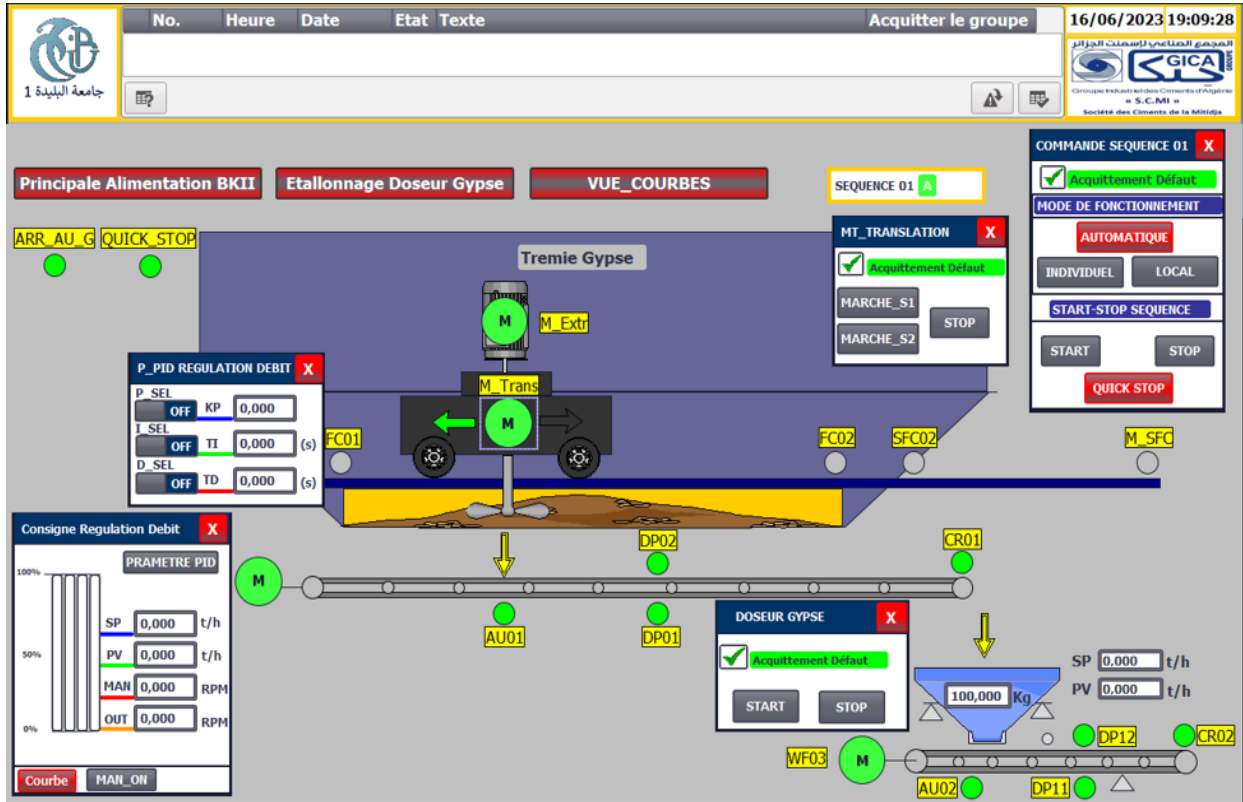 No. Heure Date Etat Texte Acquitter le groupe
16/06/2023 19:09:28
جامعة البليدة 1
المجمع الصناعي لإسمنت الجزائر
GICA
GROUPE
Groupe Industriel des Ciments d'Algérie
« S.C.MI »
Société des Ciments de la Mitidja
Principale Alimentation BKII
Etallonnage Doseur Gypse
VUE_COURBES
SEQUENCE 01 A
COMMANDE SEQUENCE 01 X
Acquittement Défaut
MODE DE FONCTIONNEMENT
AUTOMATIQUE
INDIVIDUEL LOCAL
START-STOP SEQUENCE
START STOP
QUICK STOP
ARR_AU_G QUICK_STOP
Tremie Gypse
MT_TRANSLATION X
Acquittement Défaut
MARCHE_S1
MARCHE_S2
STOP
M M_Extr
M_Trans
M
P_PID REGULATION DEBIT X
P_SEL
OFF KP 0,000
I_SEL
OFF TI 0,000 (s)
D_SEL
OFF TD 0,000 (s)
FC01
FC02
SFC02
M_SFC
Consigne Regulation Debit X
PRAMETRE PID
100%
50%
0%
SP 0,000 t/h
PV 0,000 t/h
MAN 0,000 RPM
OUT 0,000 RPM
Courbe MAN_ON
M
DP02
CR01
AU01
DP01
DOSEUR GYPSE X
Acquittement Défaut
START STOP
100,000 Kg
SP 0,000 t/h
PV 0,000 t/h
WF03 M
DP12
CR02
AU02
DP11